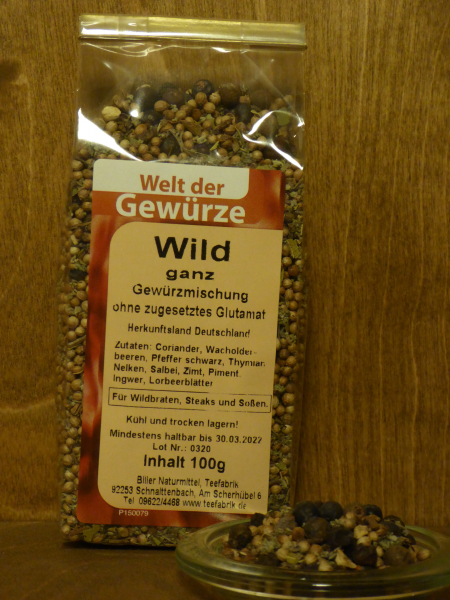 Welt der
Gewürze
Wild
ganz
Gewürzmischung
ohne zugesetztes Glutamat
Herkunftsland Deutschland
Zutaten: Coriander, Wacholder-
beeren, Pfeffer schwarz, Thymian,
Nelken, Salbei, Zimt, Piment,
Ingwer, Lorbeerblätter
Für Wildbraten, Steaks und Soßen.
Kühl und trocken lagern!
Mindestens haltbar bis 30.03.2022
Lot Nr.: 0320
Inhalt 100g
Biller Naturmittel, Teefabrik
92253 Schnaittenbach, Am Scherhübel 6
Tel. 09622/4468 www.teefabrik.de
P150079